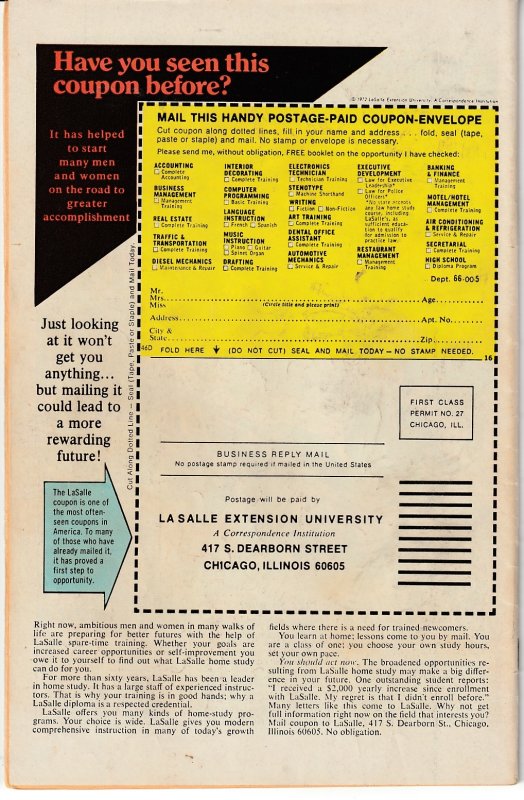 Have you seen this
coupon before?
© 1972 LaSalle Extension University, A Correspondence Institution
It has helped
to start
many men
and women
on the road to
greater
accomplishment
MAIL THIS HANDY POSTAGE-PAID COUPON-ENVELOPE
Cut coupon along dotted lines, fill in your name and address . . . fold, seal (tape,
paste or staple) and mail. No stamp or envelope is necessary.
Please send me, without obligation, FREE booklet on the opportunity I have checked:
ACCOUNTING
☐ Complete
Accounting
BUSINESS
MANAGEMENT
☐ Management
Training
REAL ESTATE
☐ Complete Training
TRAFFIC &
TRANSPORTATION
☐ Complete Training
DIESEL MECHANICS
☐ Maintenance & Repair
INTERIOR
DECORATING
☐ Complete Training
COMPUTER
PROGRAMMING
☐ Basic Training
LANGUAGE
INSTRUCTION
☐ French ☐ Spanish
MUSIC
INSTRUCTION
☐ Piano ☐ Guitar
☐ Spinet Organ
DRAFTING
☐ Complete Training
ELECTRONICS
TECHNICIAN
☐ Technician Training
STENOTYPE
☐ Machine Shorthand
WRITING
☐ Fiction ☐ Non-Fiction
ART TRAINING
☐ Complete Training
DENTAL OFFICE
ASSISTANT
☐ Complete Training
AUTOMOTIVE
MECHANICS
☐ Service & Repair
EXECUTIVE
DEVELOPMENT
☐ Law for Executive
Leadership*
☐ Law for Police
Officers*
*No state accepts
any law home study
course, including
LaSalle's, as
sufficient educa-
tion to qualify
for admission to
practice law.
RESTAURANT
MANAGEMENT
☐ Management
Training
BANKING
& FINANCE
☐ Management
Training
MOTEL/HOTEL
MANAGEMENT
☐ Complete Training
AIR CONDITIONING
& REFRIGERATION
☐ Service & Repair
SECRETARIAL
☐ Complete Training
HIGH SCHOOL
☐ Diploma Program
Dept. 66-005
Mr.
Mrs.
Miss
Age
(Circle title and please print)
Address
Apt. No.
City &
State
Zip
46D
FOLD HERE ↓ (DO NOT CUT) SEAL AND MAIL TODAY – NO STAMP NEEDED.
16
Cut Along Dotted Line – Seal (Tape, Paste or Staple) and Mail Today.
Just looking
at it won't
get you
anything...
but mailing it
could lead to
a more
rewarding
future!
The LaSalle
coupon is one of
the most often-
seen coupons in
America. To many
of those who have
already mailed it,
it has proved a
first step to
opportunity.
FIRST CLASS
PERMIT NO. 27
CHICAGO, ILL.
BUSINESS REPLY MAIL
No postage stamp required if mailed in the United States
Postage will be paid by
LA SALLE EXTENSION UNIVERSITY
A Correspondence Institution
417 S. DEARBORN STREET
CHICAGO, ILLINOIS 60605
Right now, ambitious men and women in many walks of
life are preparing for better futures with the help of
LaSalle spare-time training. Whether your goals are
increased career opportunities or self-improvement you
owe it to yourself to find out what LaSalle home study
can do for you.
For more than sixty years, LaSalle has been a leader
in home study. It has a large staff of experienced instruc-
tors. That is why your training is in good hands; why a
LaSalle diploma is a respected credential.
LaSalle offers you many kinds of home-study pro-
grams. Your choice is wide. LaSalle gives you modern
comprehensive instruction in many of today's growth
fields where there is a need for trained newcomers.
You learn at home; lessons come to you by mail. You
are a class of one; you choose your own study hours,
set your own pace.
You should act now. The broadened opportunities re-
sulting from LaSalle home study may make a big differ-
ence in your future. One outstanding student reports:
"I received a $2,000 yearly increase since enrollment
with LaSalle. My regret is that I didn't enroll before."
Many letters like this come to LaSalle. Why not get
full information right now on the field that interests you?
Mail coupon to LaSalle, 417 S. Dearborn St., Chicago,
Illinois 60605. No obligation.